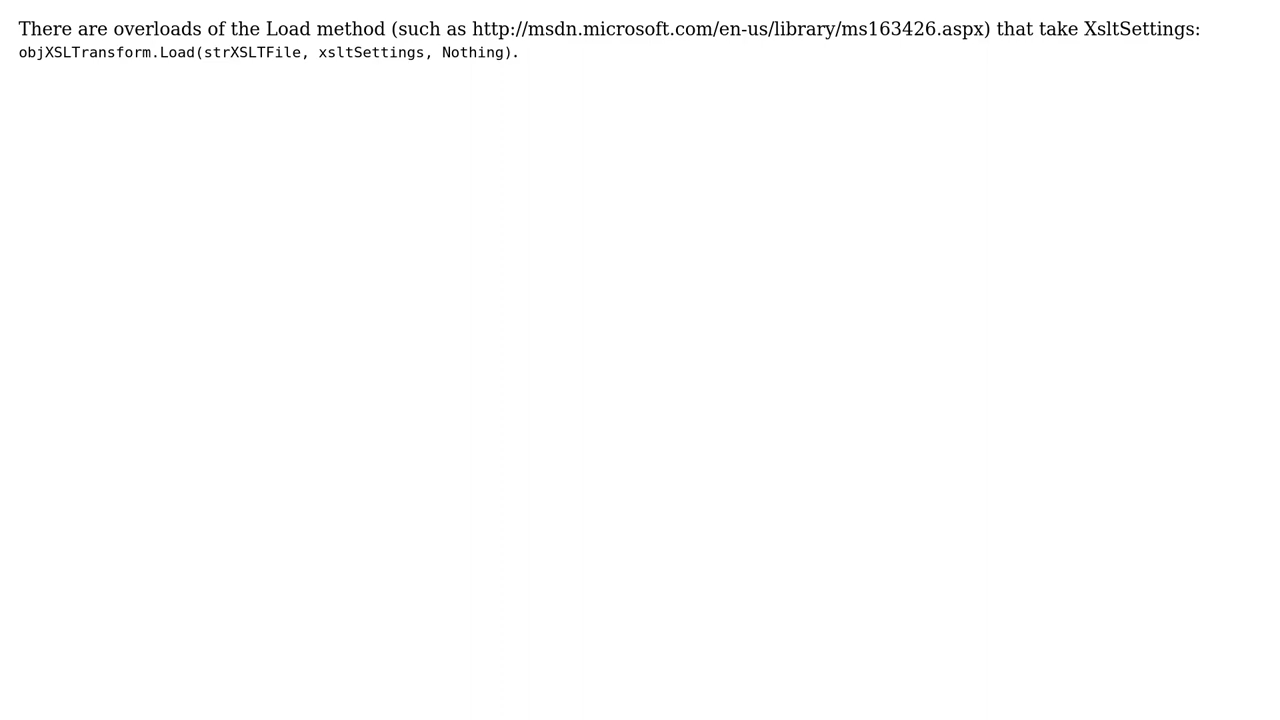 There are overloads of the Load method (such as http://msdn.microsoft.com/en-us/library/ms163426.aspx) that take XsltSettings:
objXSLTransform.Load(strXSLTFile, xsltSettings, Nothing).